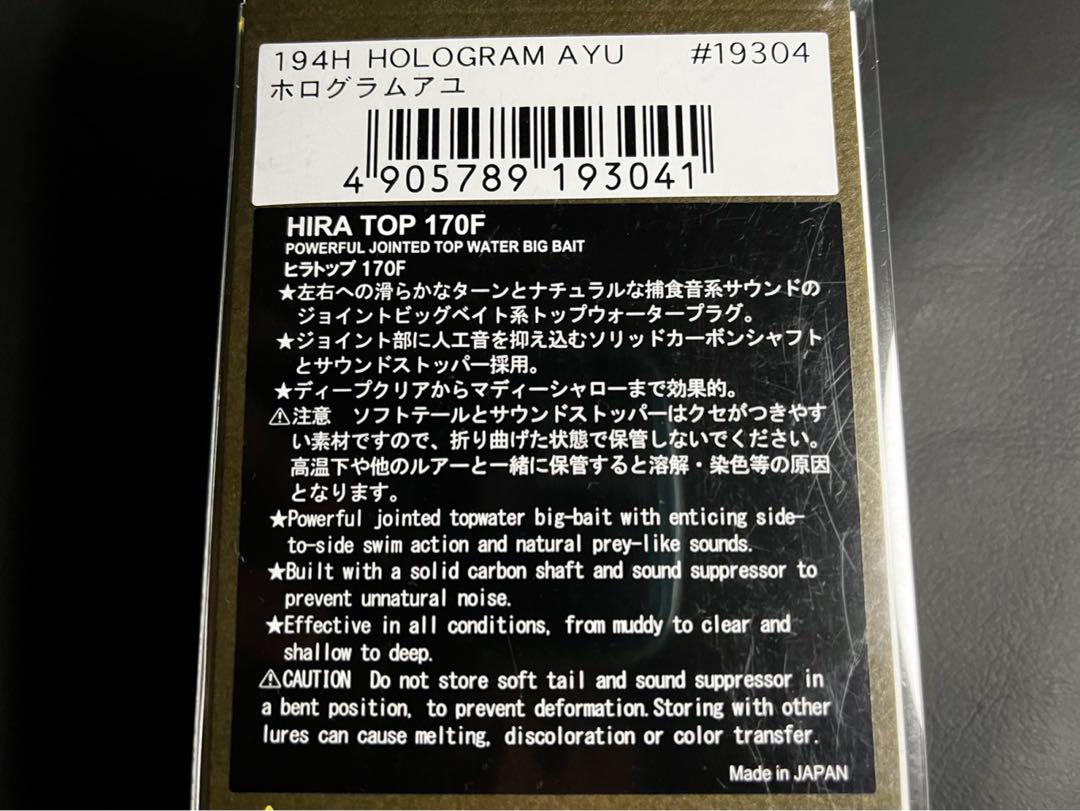 194H HOLOGRAM AYU #19304
ホログラムアユ
4 905789 193041
HIRA TOP 170F
POWERFUL JOINTED TOP WATER BIG BAIT
ヒラトップ 170F
★左右への滑らかなターンとナチュラルな捕食音系サウンドの
ジョイントビッグベイト系トップウォータープラグ。
★ジョイント部に人工音を抑え込むソリッドカーボンシャフト
とサウンドストッパー採用。
★ディープクリアからマディーシャローまで効果的。
⚠注意 ソフトテールとサウンドストッパーはクセがつきやす
い素材ですので、折り曲げた状態で保管しないでください。
高温下や他のルアーと一緒に保管すると溶解・染色等の原因
となります。
★Powerful jointed topwater big-bait with enticing side-
to-side swim action and natural prey-like sounds.
★Built with a solid carbon shaft and sound suppressor to
prevent unnatural noise.
★Effective in all conditions, from muddy to clear and
shallow to deep.
⚠CAUTION Do not store soft tail and sound suppressor in
a bent position, to prevent deformation. Storing with other
lures can cause melting, discoloration or color transfer.
Made in JAPAN